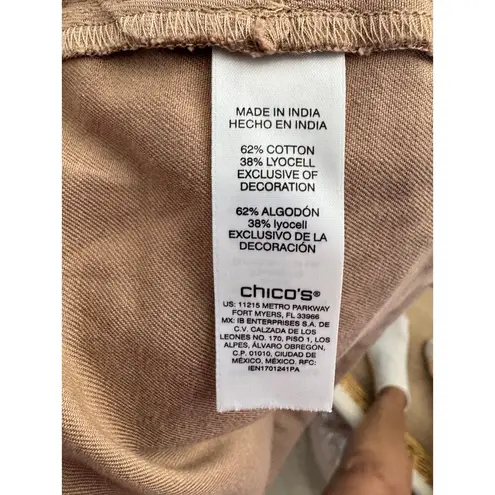 MADE IN INDIA
HECHO EN INDIA
62% COTTON
38% LYOCELL
EXCLUSIVE OF
DECORATION
62% ALGODÓN
38% lyocell
EXCLUSIVO DE LA
DECORACIÓN
chico's®
US: 11215 METRO PARKWAY
FORT MYERS, FL 33966
MX: IB ENTERPRISES S.A. DE
C.V. CALZADA DE LOS
LEONES NO. 170, PISO 1, LOS
ALPES, ÁLVARO OBREGÓN,
C.P. 01010, CIUDAD DE
MÉXICO, MÉXICO. RFC:
IEN1701241PA